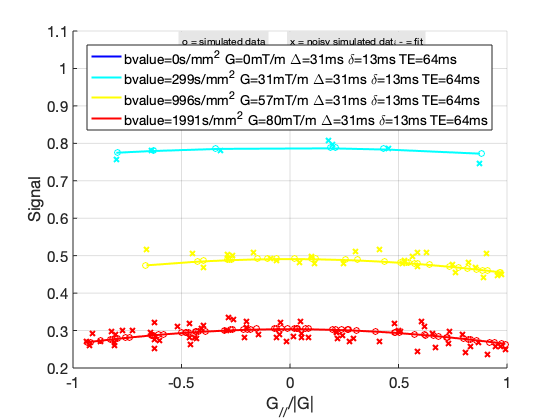 1.1
o = simulated data x = noisy simulated data - = fit
bvalue=0s/mm² G=0mT/m Δ=31ms δ=13ms TE=64ms
bvalue=299s/mm² G=31mT/m Δ=31ms δ=13ms TE=64ms
bvalue=996s/mm² G=57mT/m Δ=31ms δ=13ms TE=64ms
bvalue=1991s/mm² G=80mT/m Δ=31ms δ=13ms TE=64ms
1
0.9
0.8
0.7
0.6
0.5
0.4
0.3
0.2
Signal
-1 -0.5 0 0.5 1
G///|G|